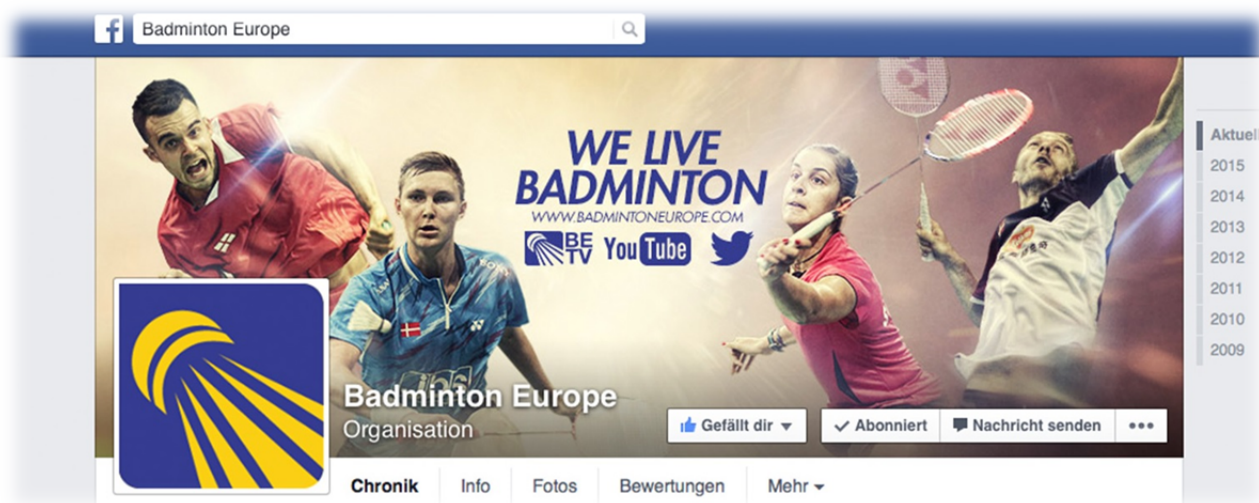 Badminton Europe
WE LIVE
BADMINTON
WWW.BADMINTONEUROPE.COM
BE
TV
YouTube
Badminton Europe
Organisation
Gefällt dir
Abonniert
Nachricht senden
Chronik
Info
Fotos
Bewertungen
Mehr
Aktuell
2015
2014
2013
2012
2011
2010
2009